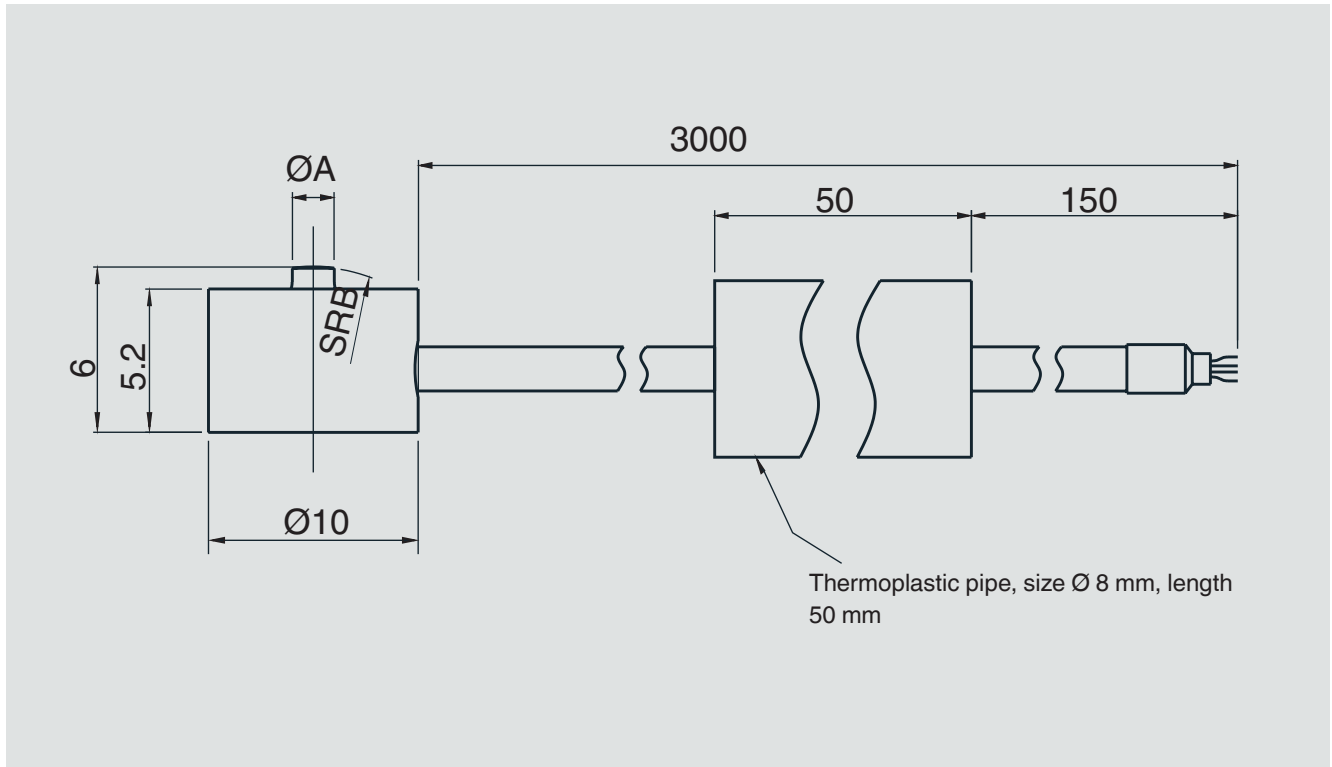 3000
ØA
50
150
SRB
6
5.2
Ø10
Thermoplastic pipe, size Ø 8 mm, length
50 mm